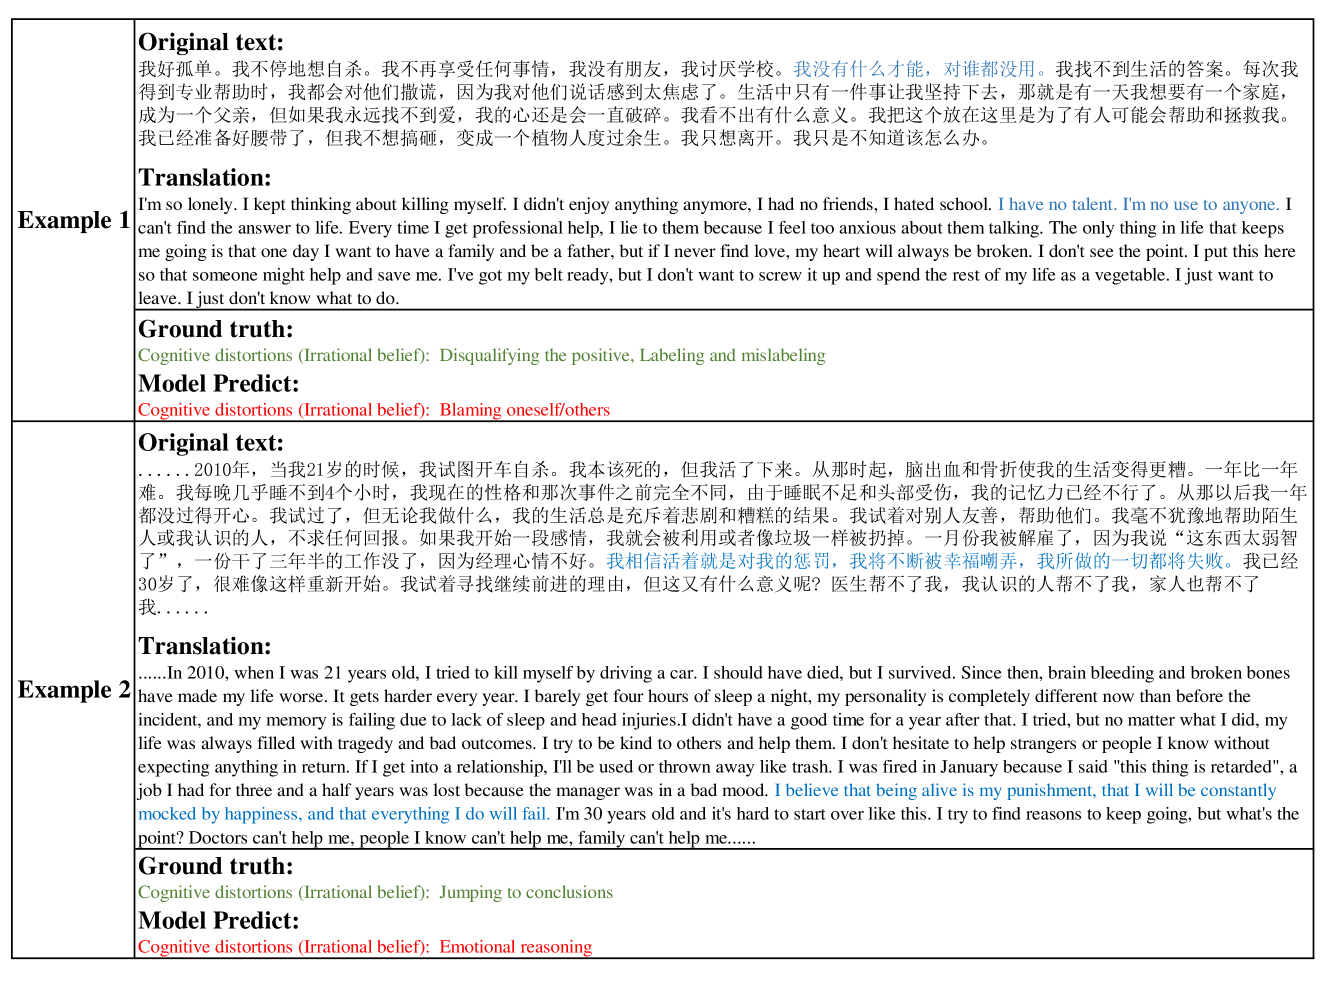 Example 1
Original text:
我好孤单。我不停地想自杀。我不再享受任何事情，我没有朋友，我讨厌学校。我没有什么才能，对谁都没用。我找不到生活的答案。每次我
得到专业帮助时，我都会对他们撒谎，因为我对他们说话感到太焦虑了。生活中只有一件事让我坚持下去，那就是有一天我想要有一个家庭，
成为一个父亲，但如果我永远找不到爱，我的心还是会一直破碎。我看不出有什么意义。我把这个放在这里是为了有人可能会帮助和拯救我。
我已经准备好腰带了，但我不想搞砸，变成一个植物人度过余生。我只想离开。我只是不知道该怎么办。
Translation:
I'm so lonely. I kept thinking about killing myself. I didn't enjoy anything anymore, I had no friends, I hated school. I have no talent. I'm no use to anyone. I
can't find the answer to life. Every time I get professional help, I lie to them because I feel too anxious about them talking. The only thing in life that keeps
me going is that one day I want to have a family and be a father, but if I never find love, my heart will always be broken. I don't see the point. I put this here
so that someone might help and save me. I've got my belt ready, but I don't want to screw it up and spend the rest of my life as a vegetable. I just want to
leave. I just don't know what to do.
Ground truth:
Cognitive distortions (Irrational belief): Disqualifying the positive, Labeling and mislabeling
Model Predict:
Cognitive distortions (Irrational belief): Blaming oneself/others
Example 2
Original text:
......2010年，当我21岁的时候，我试图开车自杀。我本该死的，但我活了下来。从那时起，脑出血和骨折使我的生活变得更糟。一年比一年
难。我每晚几乎睡不到4个小时，我现在的性格和那次事件之前完全不同，由于睡眠不足和头部受伤，我的记忆力已经不行了。从那以后我一年
都没过得开心。我试过了，但无论我做什么，我的生活总是充斥着悲剧和糟糕的结果。我试着对别人友善，帮助他们。我毫不犹豫地帮助陌生
人或我认识的人，不求任何回报。如果我开始一段感情，我就会被利用或者像垃圾一样被扔掉。一月份我被解雇了，因为我说“这东西太弱智
了”，一份干了三年半的工作没了，因为经理心情不好。我相信活着就是对我的惩罚，我将不断被幸福嘲弄，我所做的一切都将失败。我已经
30岁了，很难像这样重新开始。我试着寻找继续前进的理由，但这又有什么意义呢? 医生帮不了我，我认识的人帮不了我，家人也帮不了
我......
Translation:
......In 2010, when I was 21 years old, I tried to kill myself by driving a car. I should have died, but I survived. Since then, brain bleeding and broken bones
have made my life worse. It gets harder every year. I barely get four hours of sleep a night, my personality is completely different now than before the
incident, and my memory is failing due to lack of sleep and head injuries.I didn't have a good time for a year after that. I tried, but no matter what I did, my
life was always filled with tragedy and bad outcomes. I try to be kind to others and help them. I don't hesitate to help strangers or people I know without
expecting anything in return. If I get into a relationship, I'll be used or thrown away like trash. I was fired in January because I said "this thing is retarded", a
job I had for three and a half years was lost because the manager was in a bad mood. I believe that being alive is my punishment, that I will be constantly
mocked by happiness, and that everything I do will fail. I'm 30 years old and it's hard to start over like this. I try to find reasons to keep going, but what's the
point? Doctors can't help me, people I know can't help me, family can't help me......
Ground truth:
Cognitive distortions (Irrational belief): Jumping to conclusions
Model Predict:
Cognitive distortions (Irrational belief): Emotional reasoning